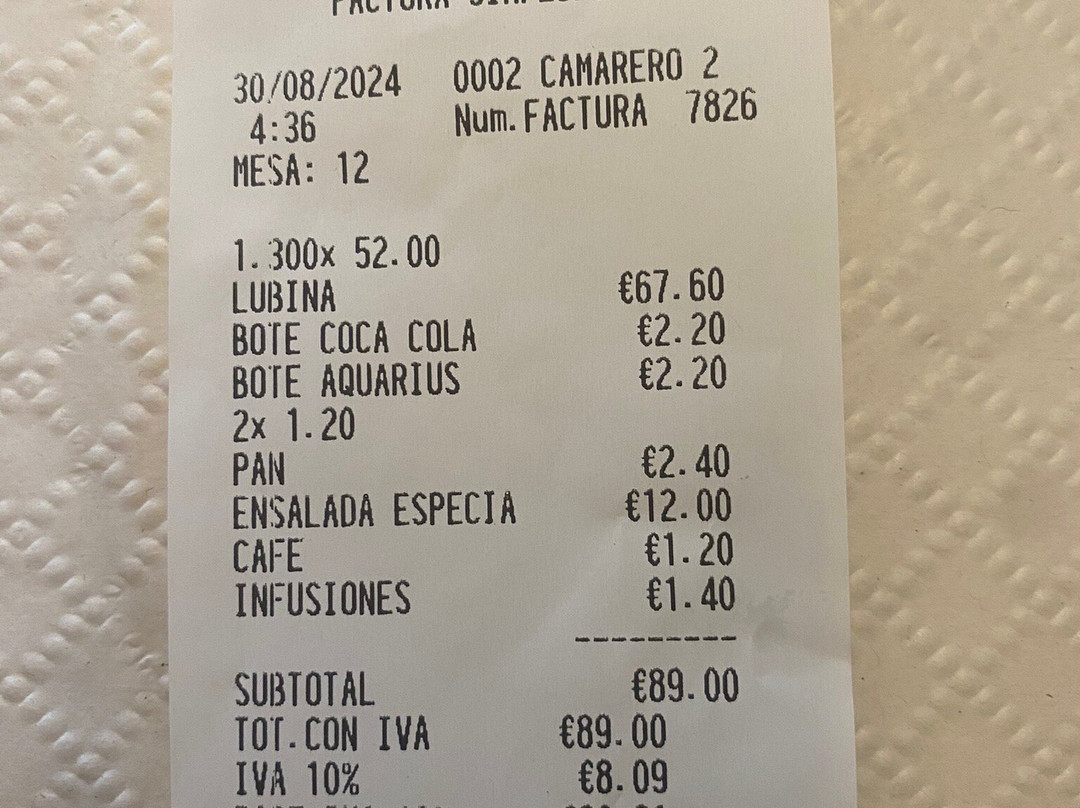 30/08/2024 0002 CAMARERO 2
4:36 Num.FACTURA 7826
MESA: 12
1.300x 52.00
LUBINA €67.60
BOTE COCA COLA €2.20
BOTE AQUARIUS €2.20
2x 1.20
PAN €2.40
ENSALADA ESPECIA €12.00
CAFE €1.20
INFUSIONES €1.40
---------
SUBTOTAL €89.00
TOT.CON IVA €89.00
IVA 10% €8.09